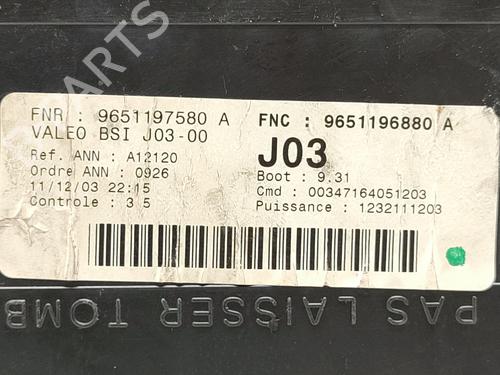 PARTS
FNR : 9651197580 A
FNC : 9651196880 A
VALEO BSI J03-00
J03
Ref. ANN : A12120
Ordre ANN : 0926
Boot : 9.31
11/12/03 22:15
Cmd : 00347164051203
Controle : 3 5
Puissance : 1232111203
PAS LAISSER TOMB